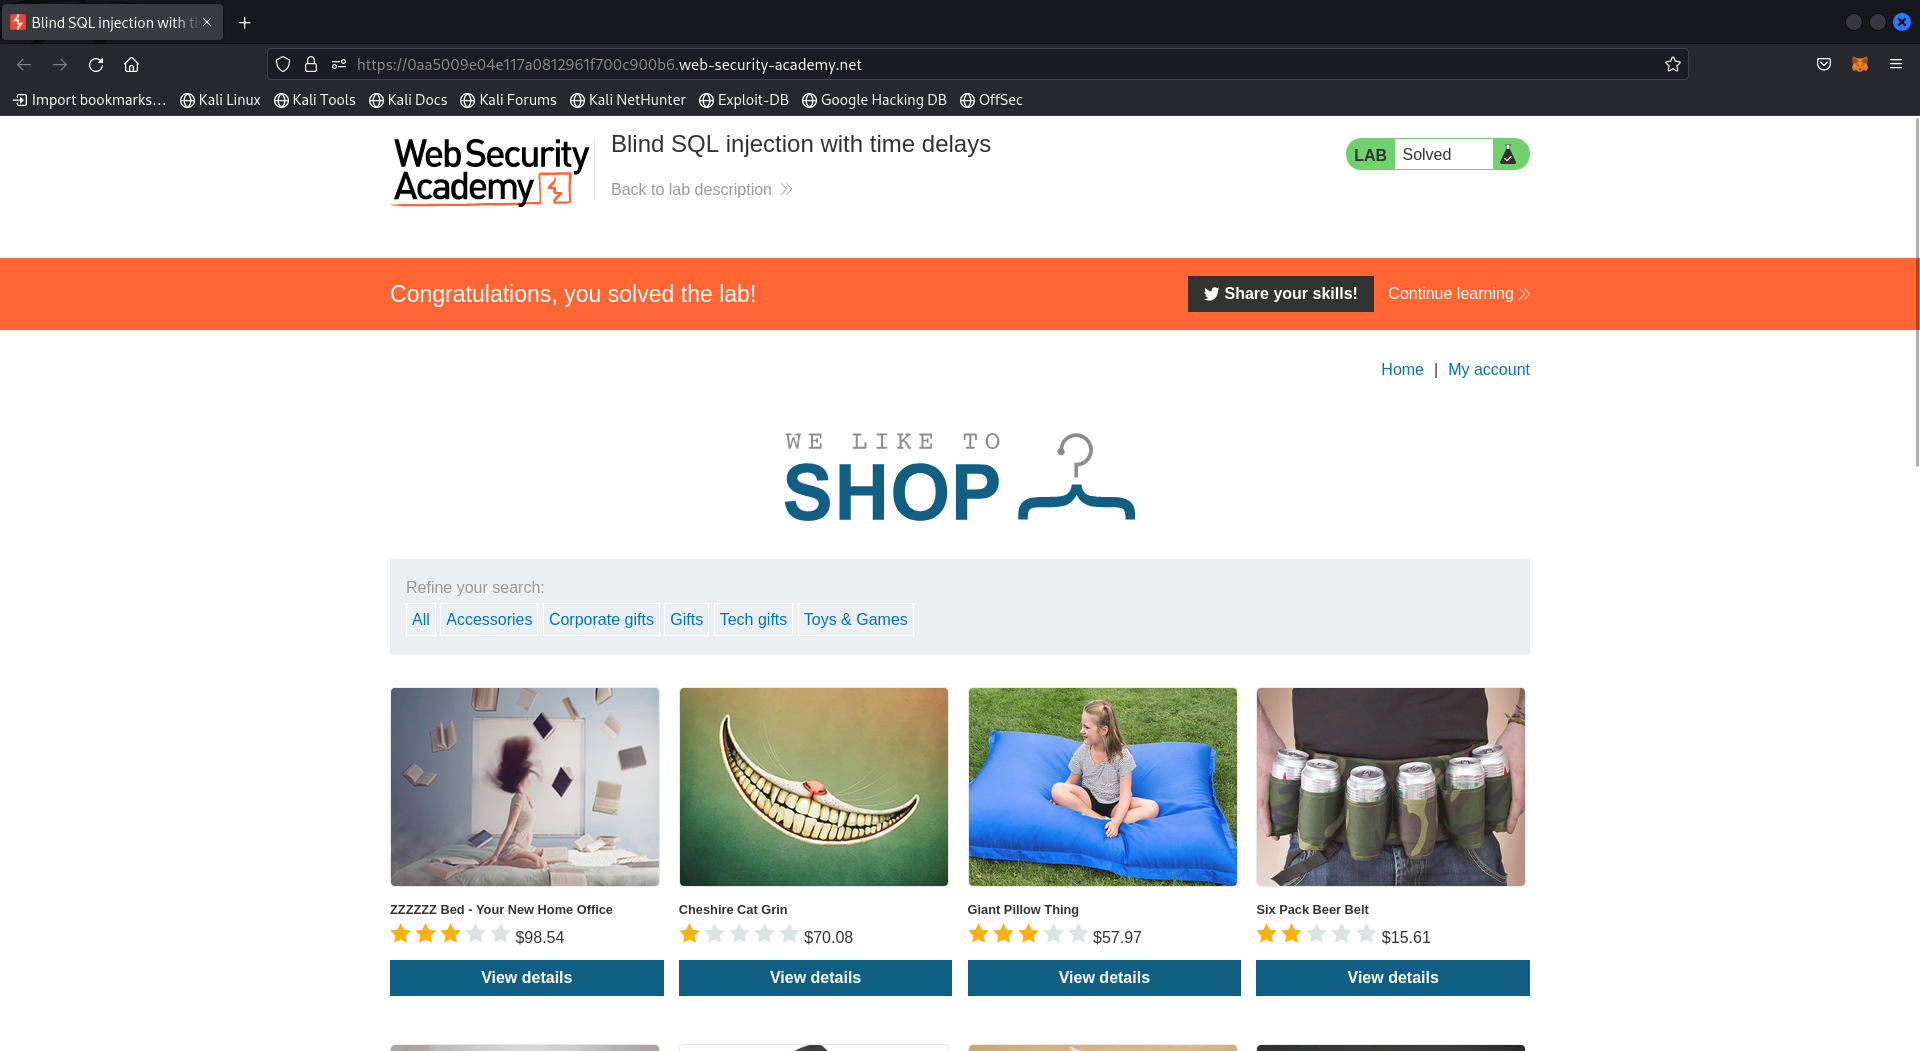 Blind SQL injection with ti
https://0aa5009e04e117a0812961f700c900b6.web-security-academy.net
Import bookmarks... Kali Linux Kali Tools Kali Docs Kali Forums Kali NetHunter Exploit-DB Google Hacking DB OffSec
Web Security
Academy
Blind SQL injection with time delays
Back to lab description
LAB Solved
Congratulations, you solved the lab!
Share your skills! Continue learning
Home | My account
WE LIKE TO
SHOP
Refine your search:
All Accessories Corporate gifts Gifts Tech gifts Toys & Games
ZZZZZZ Bed - Your New Home Office Cheshire Cat Grin Giant Pillow Thing Six Pack Beer Belt
$98.54 $70.08 $57.97 $15.61
View details View details View details View details